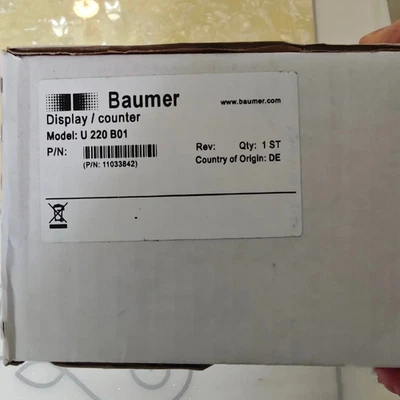 Baumer www.baumer.com
Display / counter
Model: U 220 B01
P/N: Rev: Qty: 1 ST
(P/N: 11033842) Country of Origin: DE